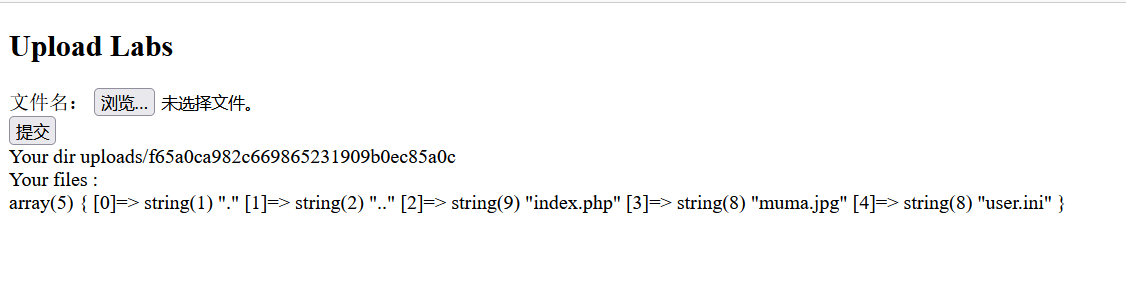 Upload Labs
文件名： 浏览... 未选择文件。
提交
Your dir uploads/f65a0ca982c669865231909b0ec85a0c
Your files :
array(5) { [0]=> string(1) "." [1]=> string(2) ".." [2]=> string(9) "index.php" [3]=> string(8) "muma.jpg" [4]=> string(8) "user.ini" }